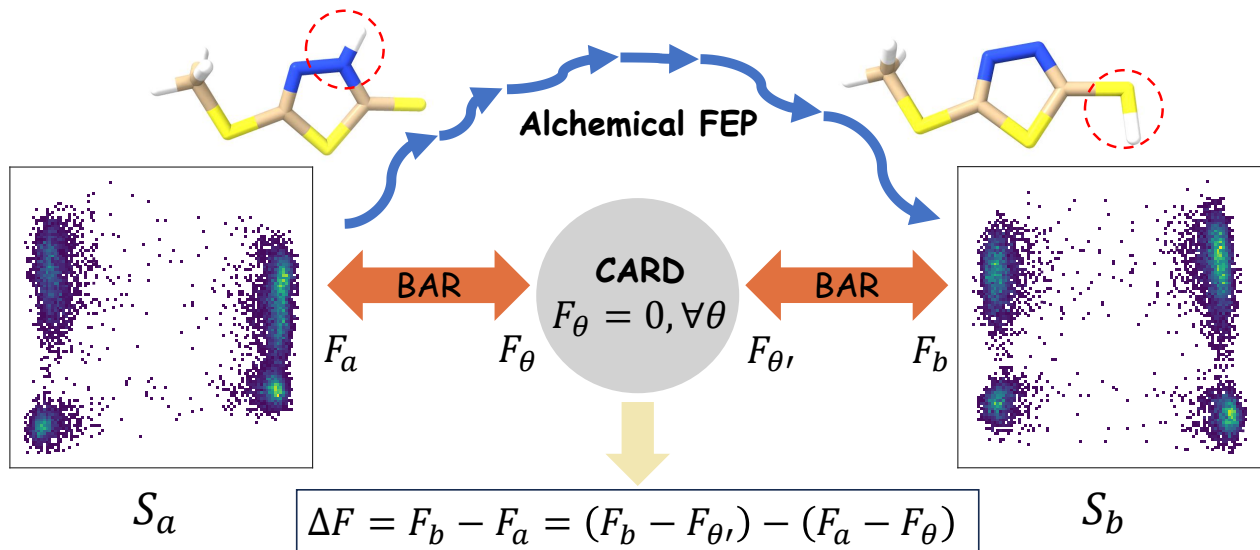 Alchemical FEP
BAR
CARD
F_θ = 0, ∀θ
BAR
F_a
F_θ
F_θ′
F_b
S_a
S_b
ΔF = F_b − F_a = (F_b − F_θ′) − (F_a − F_θ)